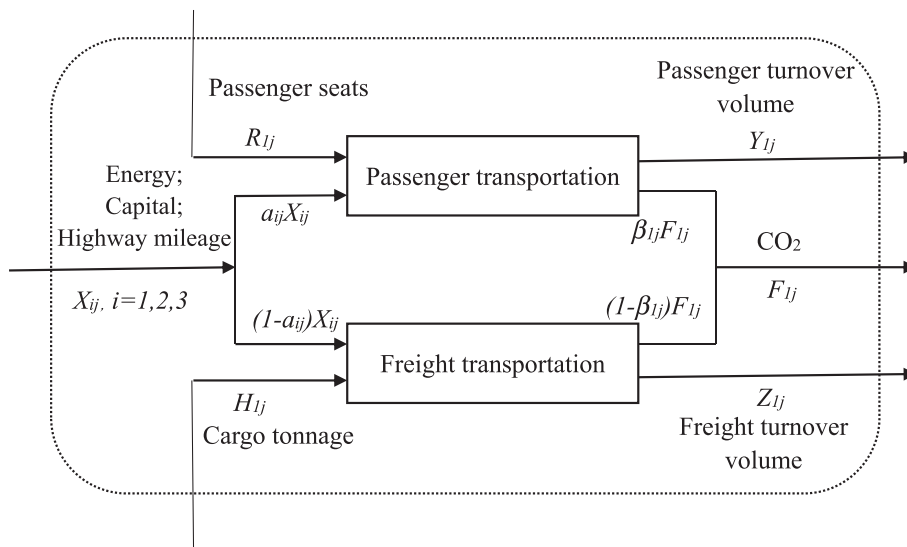 Passenger seats
Passenger turnover
volume
R1j
Y1j
Energy;
Capital;
Highway mileage
Passenger transportation
aijXij
β1jF1j
CO2
Xij, i=1,2,3
F1j
(1-aij)Xij
(1-β1j)F1j
Freight transportation
H1j
Cargo tonnage
Z1j
Freight turnover
volume